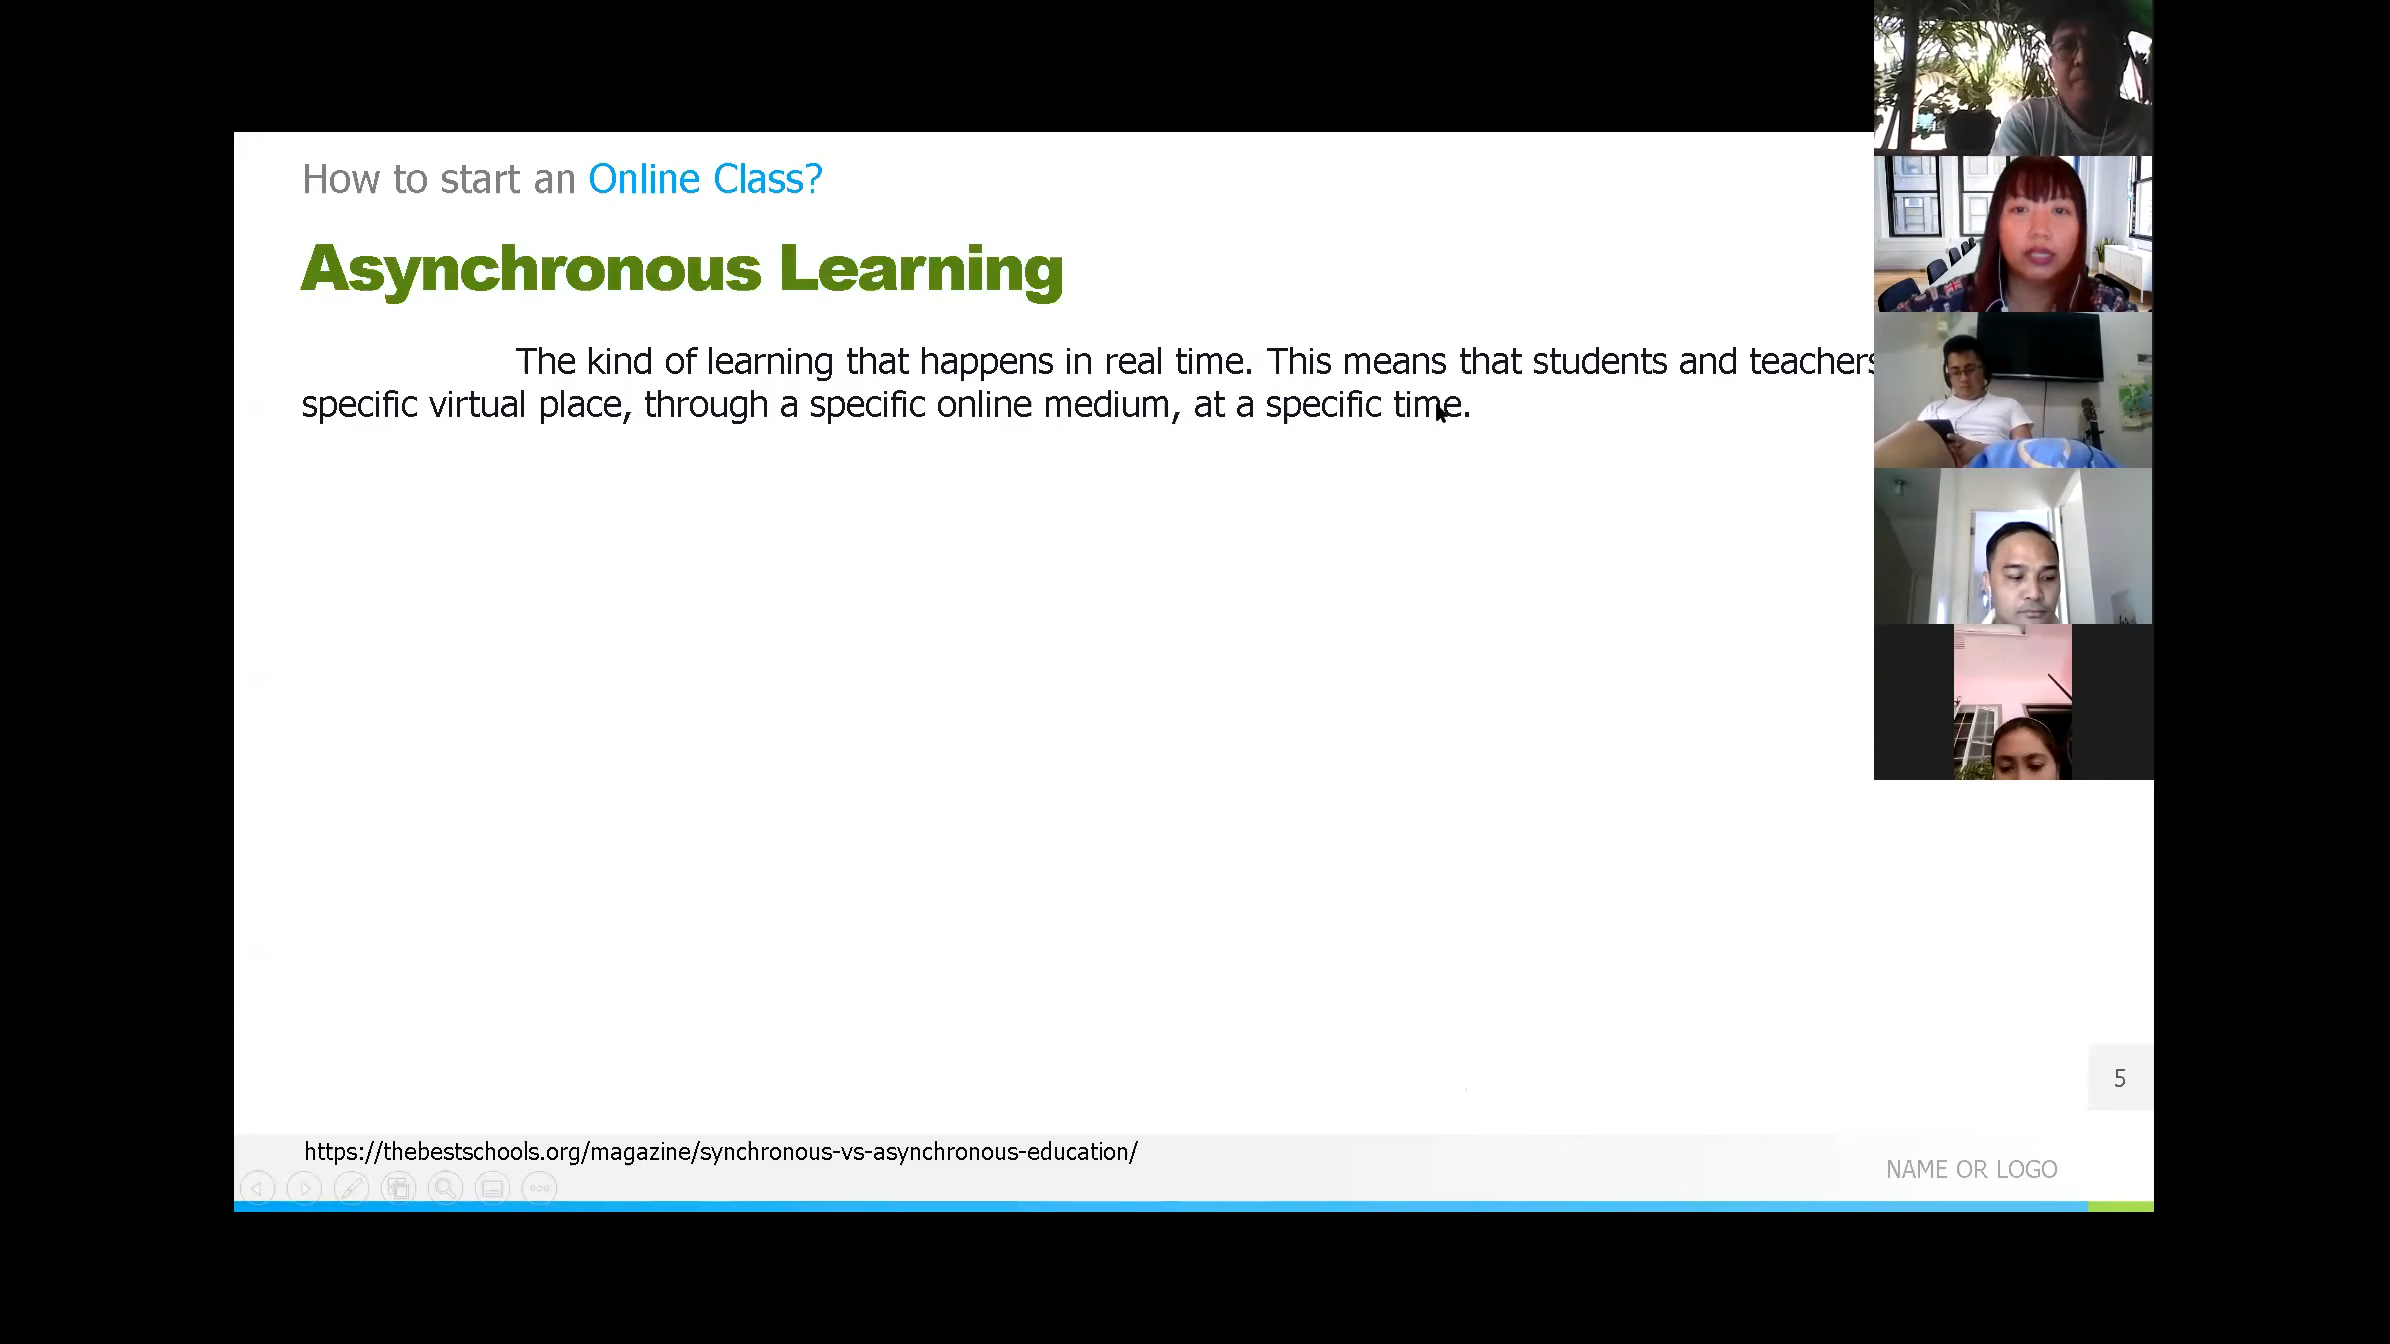 How to start an Online Class?
Asynchronous Learning
The kind of learning that happens in real time. This means that students and teachers
specific virtual place, through a specific online medium, at a specific time.
5
https://thebestschools.org/magazine/synchronous-vs-asynchronous-education/
NAME OR LOGO